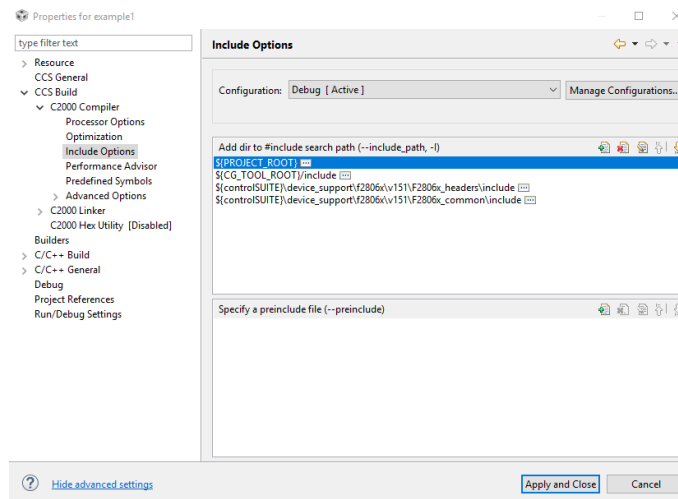 Properties for example1
type filter text
Resource
CCS General
CCS Build
C2000 Compiler
Processor Options
Optimization
Include Options
Performance Advisor
Predefined Symbols
Advanced Options
C2000 Linker
C2000 Hex Utility [Disabled]
Builders
C/C++ Build
C/C++ General
Debug
Project References
Run/Debug Settings
Include Options
Configuration: Debug [ Active ]
Manage Configurations...
Add dir to #include search path (--include_path, -I)
${PROJECT_ROOT}
${CG_TOOL_ROOT}/include
${controlSUITE}\device_support\f2806x\v151\F2806x_headers\include
${controlSUITE}\device_support\f2806x\v151\F2806x_common\include
Specify a preinclude file (--preinclude)
Hide advanced settings
Apply and Close
Cancel